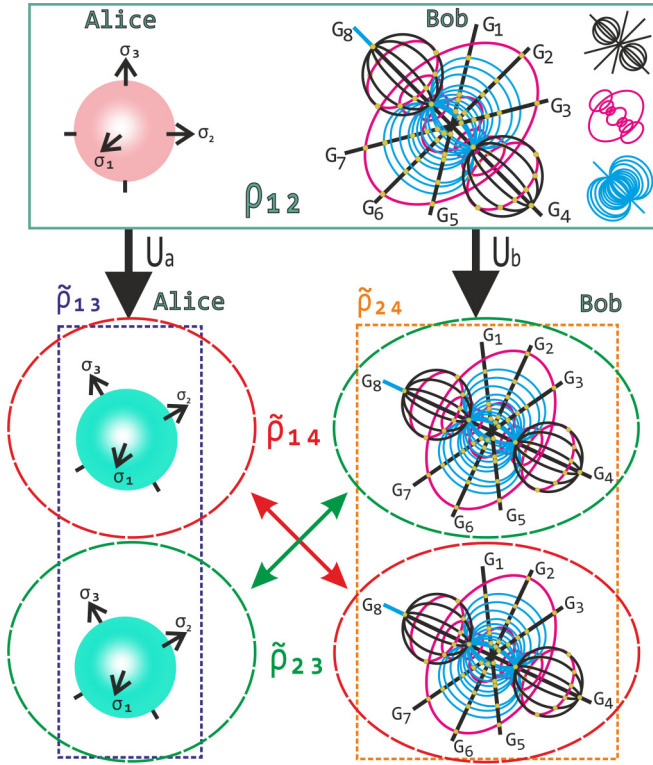 Alice
Bob
σ₃
σ₂
σ₁
G₈
G₁
G₂
G₃
G₇
G₆
G₅
G₄
ρ₁₂
Uₐ
U_b
ρ̃₁₃
Alice
ρ̃₂₄
Bob
σ₃
σ₂
σ₁
G₁
G₂
G₈
G₃
G₇
G₄
G₆
G₅
ρ̃₁₄
ρ̃₂₃
σ₃
σ₂
σ₁
G₁
G₂
G₈
G₃
G₇
G₄
G₆
G₅